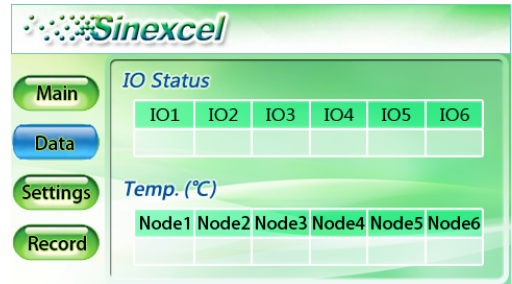 Sinexcel
Main
Data
Settings
Record
IO Status
IO1 IO2 IO3 IO4 IO5 IO6
Temp. (℃)
Node1 Node2 Node3 Node4 Node5 Node6